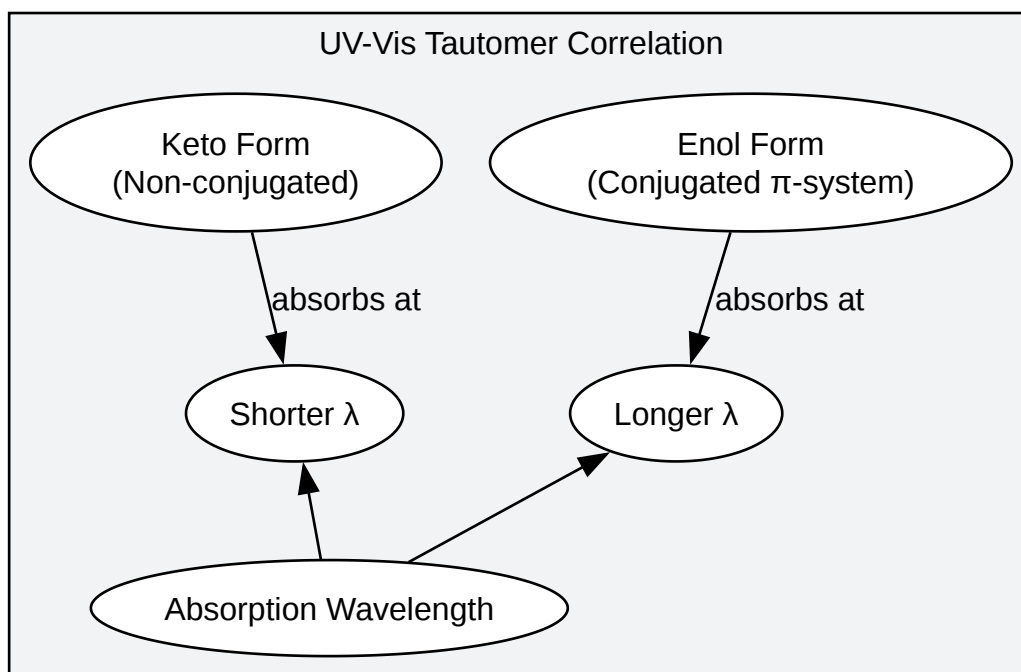 UV-Vis Tautomer Correlation
Keto Form
(Non-conjugated)
Enol Form
(Conjugated π-system)
absorbs at
absorbs at
Shorter λ
Longer λ
Absorption Wavelength